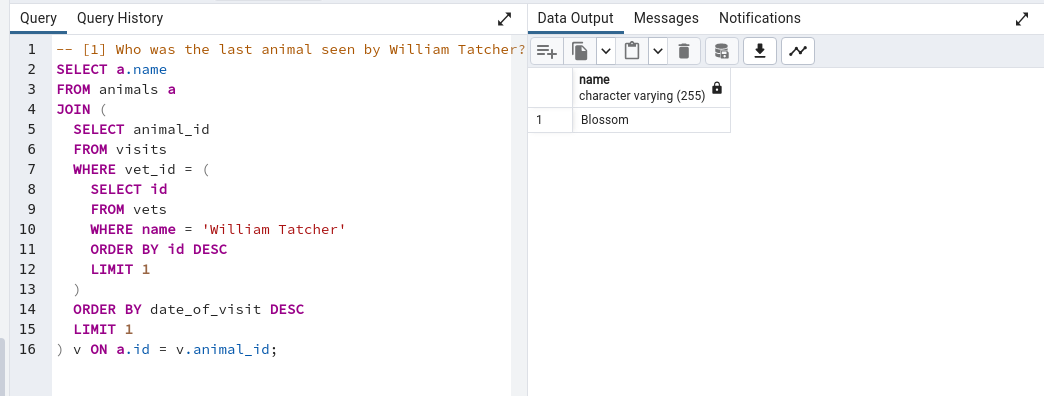 Query Query History
1 -- [1] Who was the last animal seen by William Tatcher?
2 SELECT a.name
3 FROM animals a
4 JOIN (
5 SELECT animal_id
6 FROM visits
7 WHERE vet_id = (
8 SELECT id
9 FROM vets
10 WHERE name = 'William Tatcher'
11 ORDER BY id DESC
12 LIMIT 1
13 )
14 ORDER BY date_of_visit DESC
15 LIMIT 1
16 ) v ON a.id = v.animal_id;
Data Output Messages Notifications
name
character varying (255)
1 Blossom